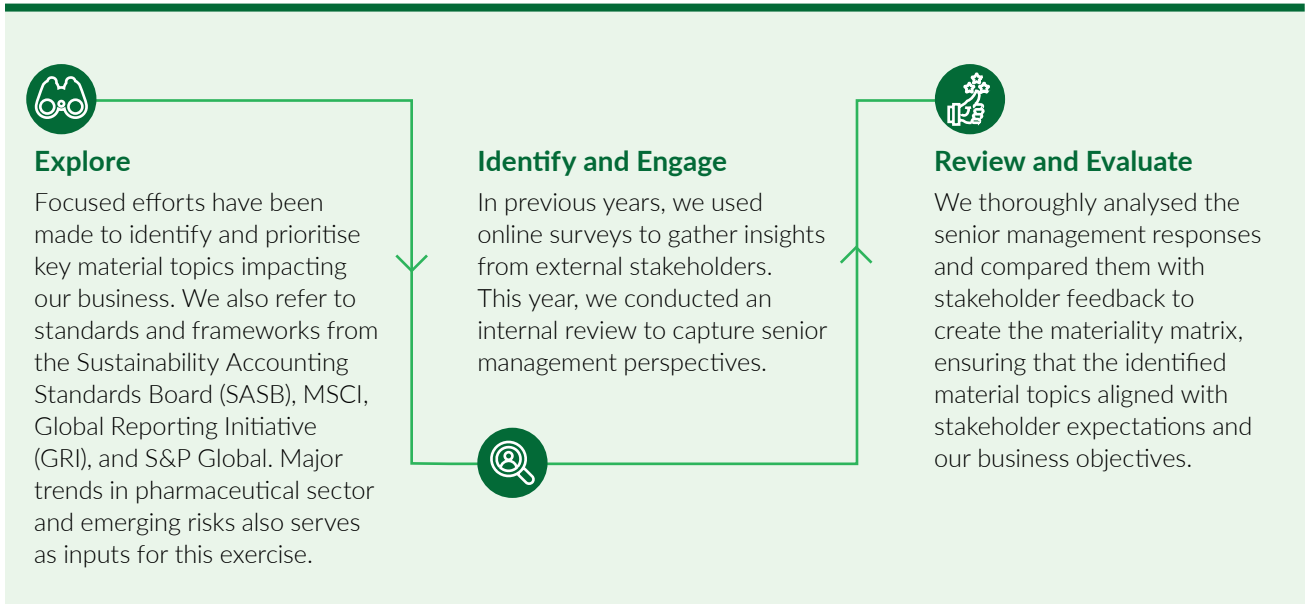 Explore
Focused efforts have been
made to identify and prioritise
key material topics impacting
our business. We also refer to
standards and frameworks from
the Sustainability Accounting
Standards Board (SASB), MSCI,
Global Reporting Initiative
(GRI), and S&P Global. Major
trends in pharmaceutical sector
and emerging risks also serves
as inputs for this exercise.
Identify and Engage
In previous years, we used
online surveys to gather insights
from external stakeholders.
This year, we conducted an
internal review to capture senior
management perspectives.
Review and Evaluate
We thoroughly analysed the
senior management responses
and compared them with
stakeholder feedback to
create the materiality matrix,
ensuring that the identified
material topics aligned with
stakeholder expectations and
our business objectives.